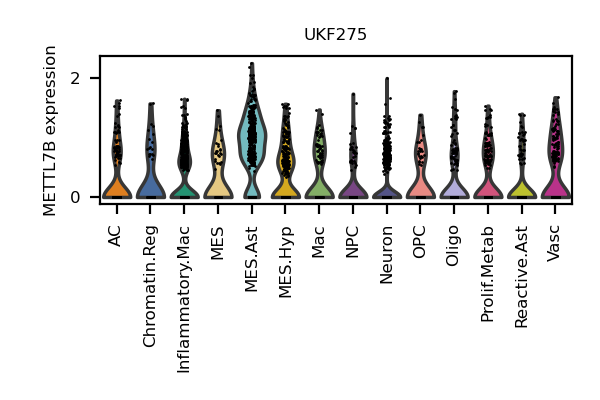 UKF275
METTL7B expression
2
0
AC
Chromatin.Reg
Inflammatory.Mac
MES
MES.Ast
MES.Hyp
Mac
NPC
Neuron
OPC
Oligo
Prolif.Metab
Reactive.Ast
Vasc